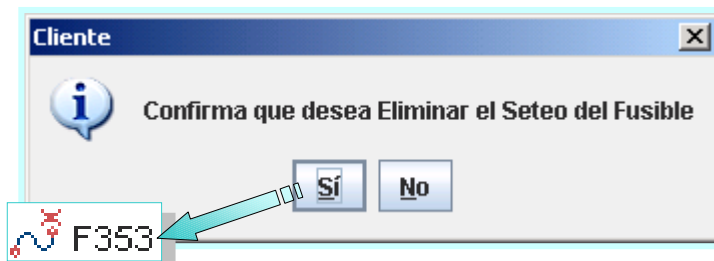 Cliente
Confirma que desea Eliminar el Seteo del Fusible
Sí No
F353